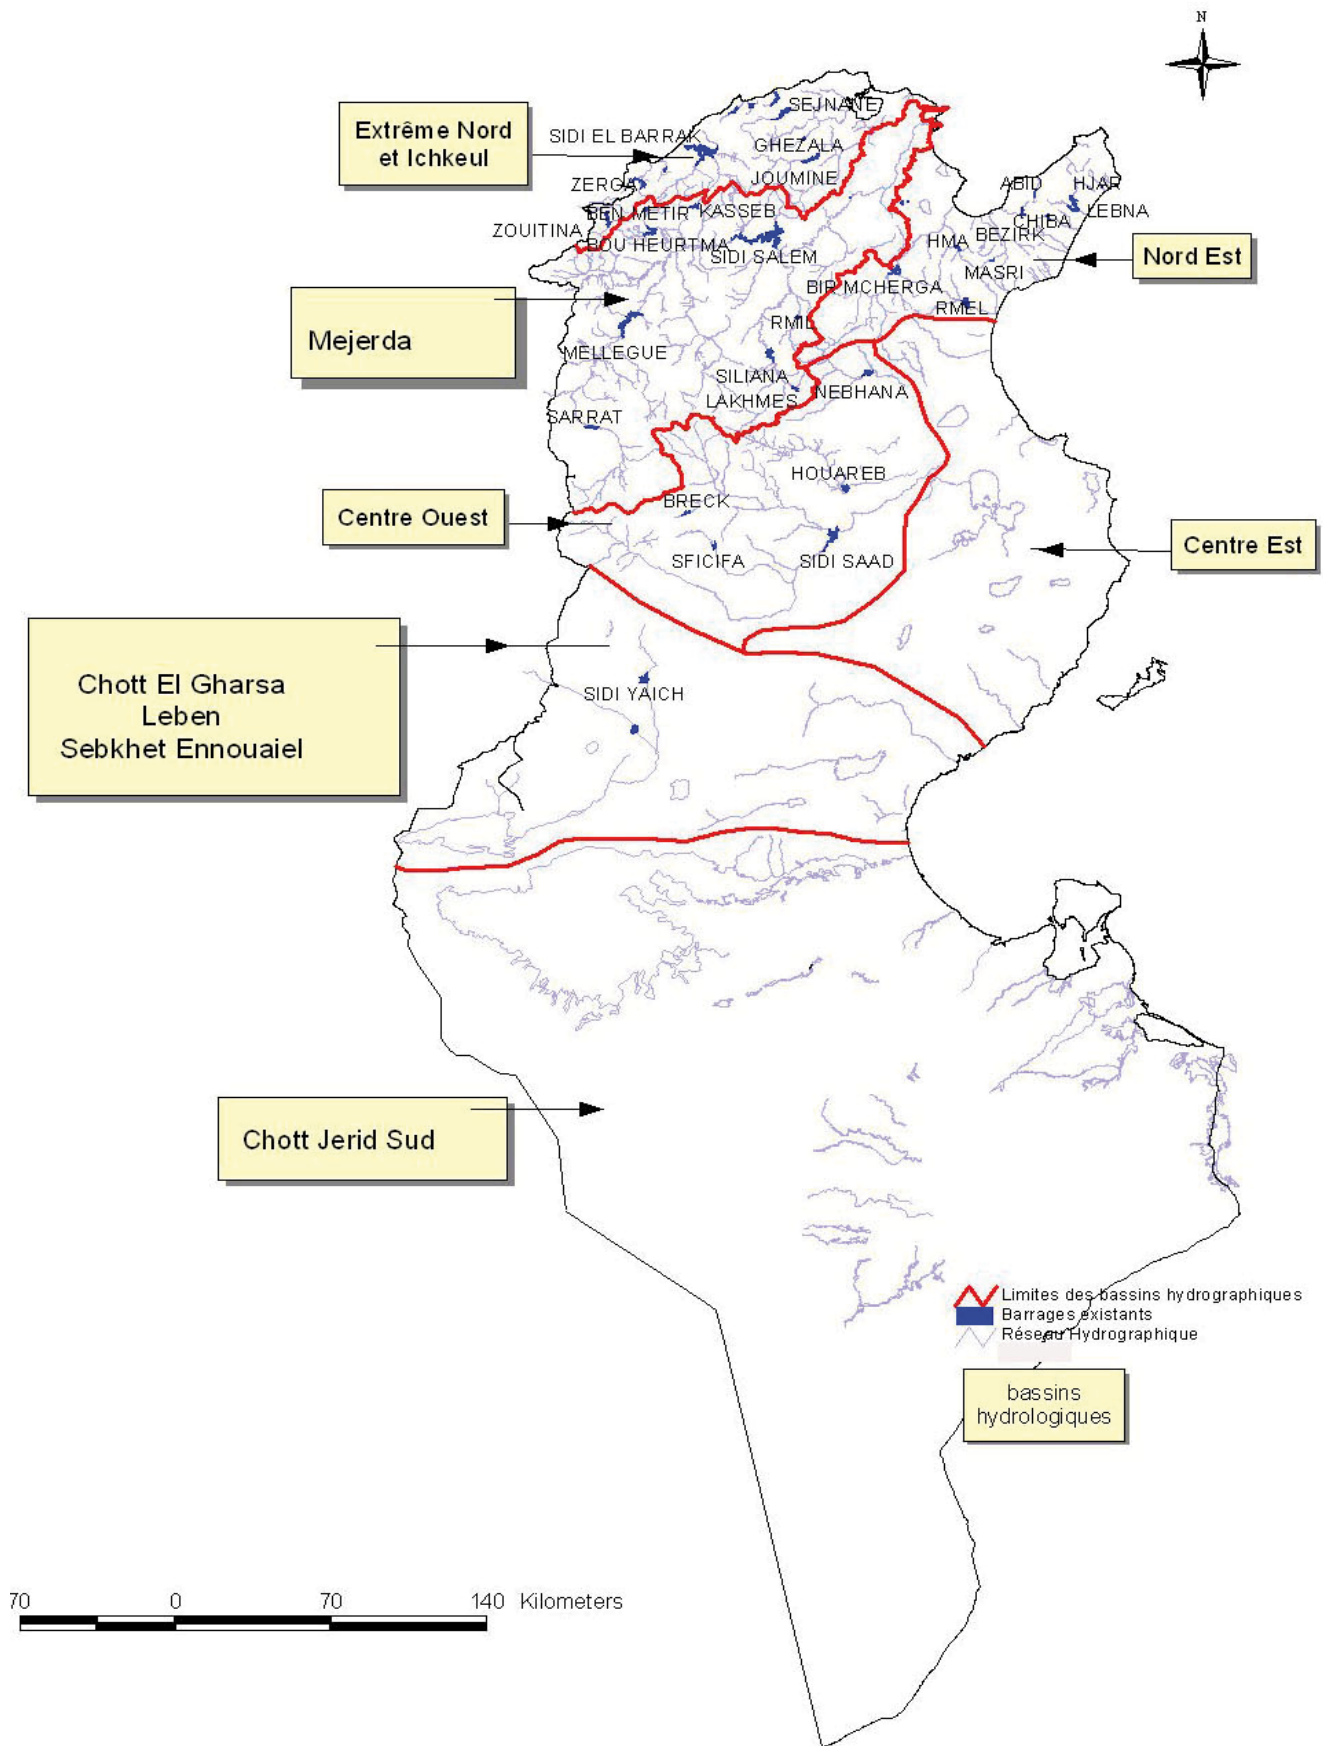 N
Extrême Nord
et Ichkeul
SEJNANE
SIDI EL BARRAK
GHEZALA
JOUMINE
ZERGA
ABID
HJAR
BEN METIR
KASSEB
LEBNA
CHIBA
ZOUITINA
BEZIRK
HMA
BOU HEURTMA
SIDI SALEM
Nord Est
MASRI
BIR MCHERGA
RMEL
RMIL
Mejerda
MELLEGUE
SILIANA
NEBHANA
LAKHMES
SARRAT
HOUAREB
BRECK
Centre Ouest
SFICIFA
SIDI SAAD
Centre Est
Chott El Gharsa
Leben
Sebkhet Ennouaiel
SIDI YAICH
Chott Jerid Sud
Limites des bassins hydrographiques
Barrages existants
Réseau Hydrographique
bassins
hydrologiques
70 0 70 140 Kilometers